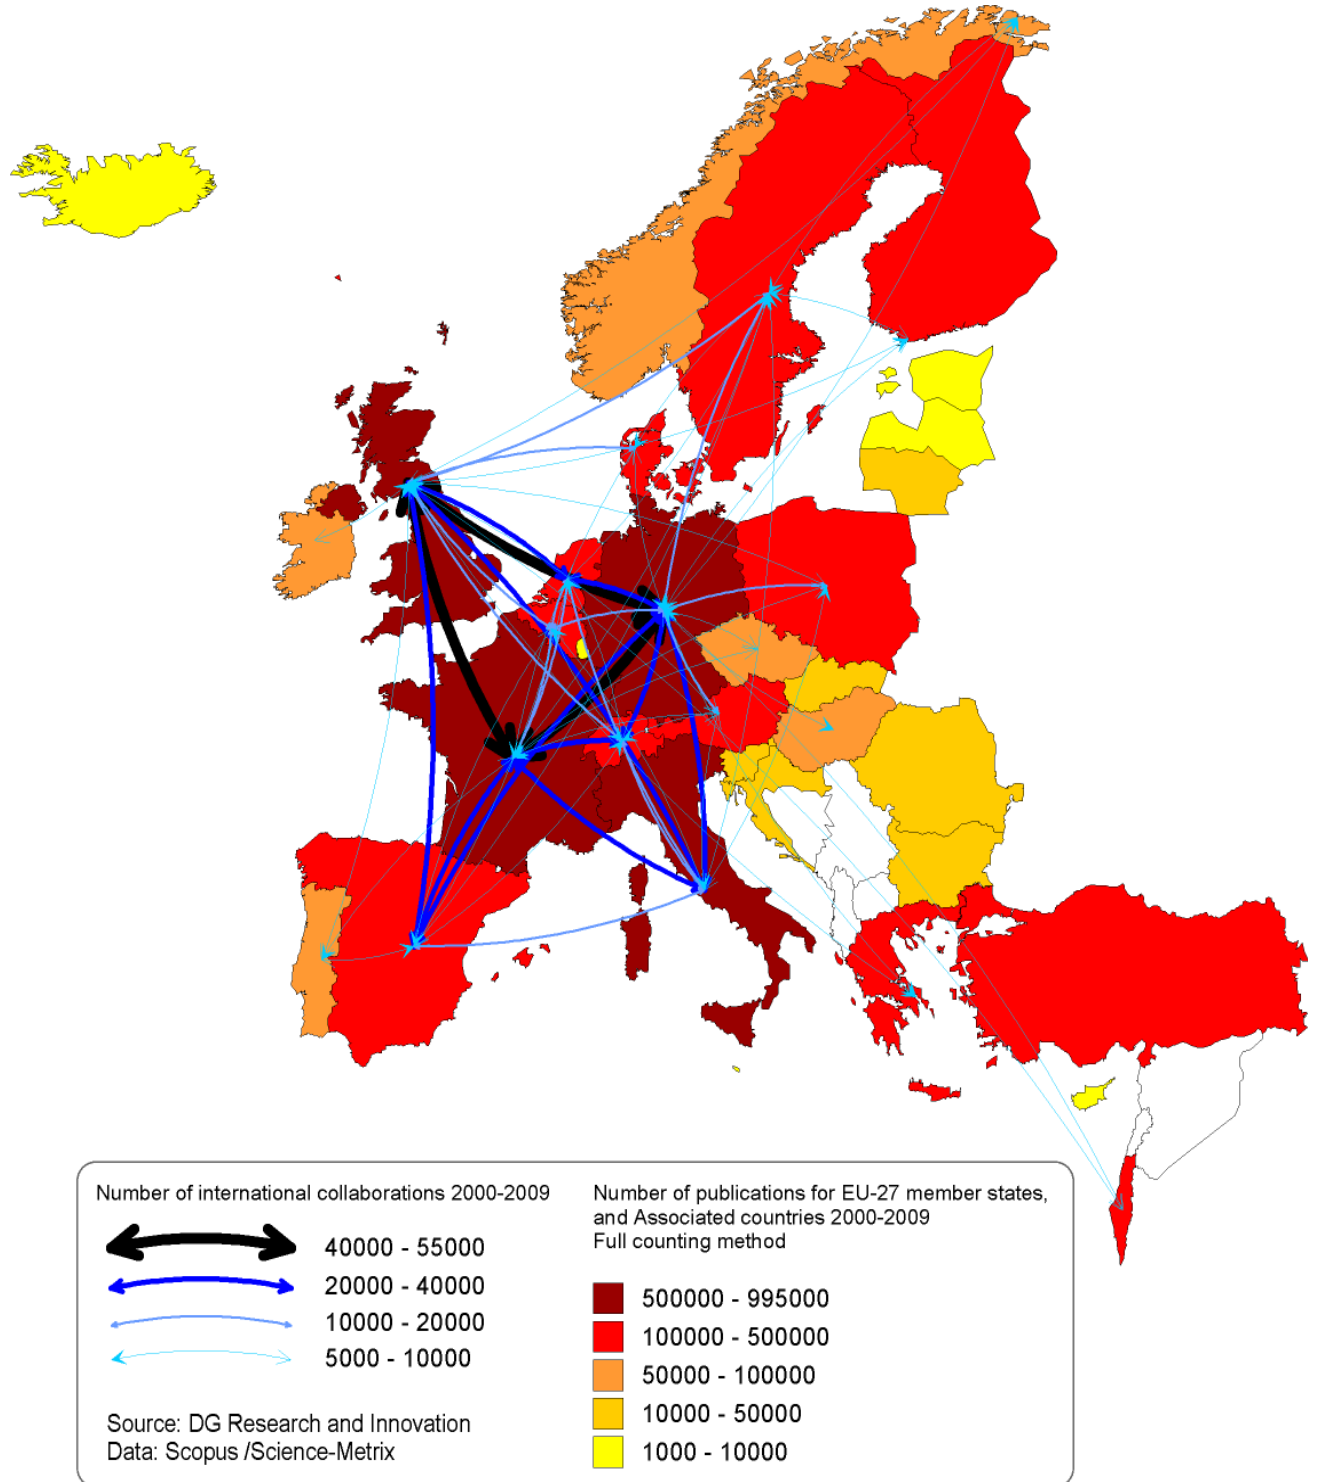 Number of international collaborations 2000-2009
40000 - 55000
20000 - 40000
10000 - 20000
5000 - 10000
Source: DG Research and Innovation
Data: Scopus /Science-Metrix
Number of publications for EU-27 member states,
and Associated countries 2000-2009
Full counting method
500000 - 995000
100000 - 500000
50000 - 100000
10000 - 50000
1000 - 10000